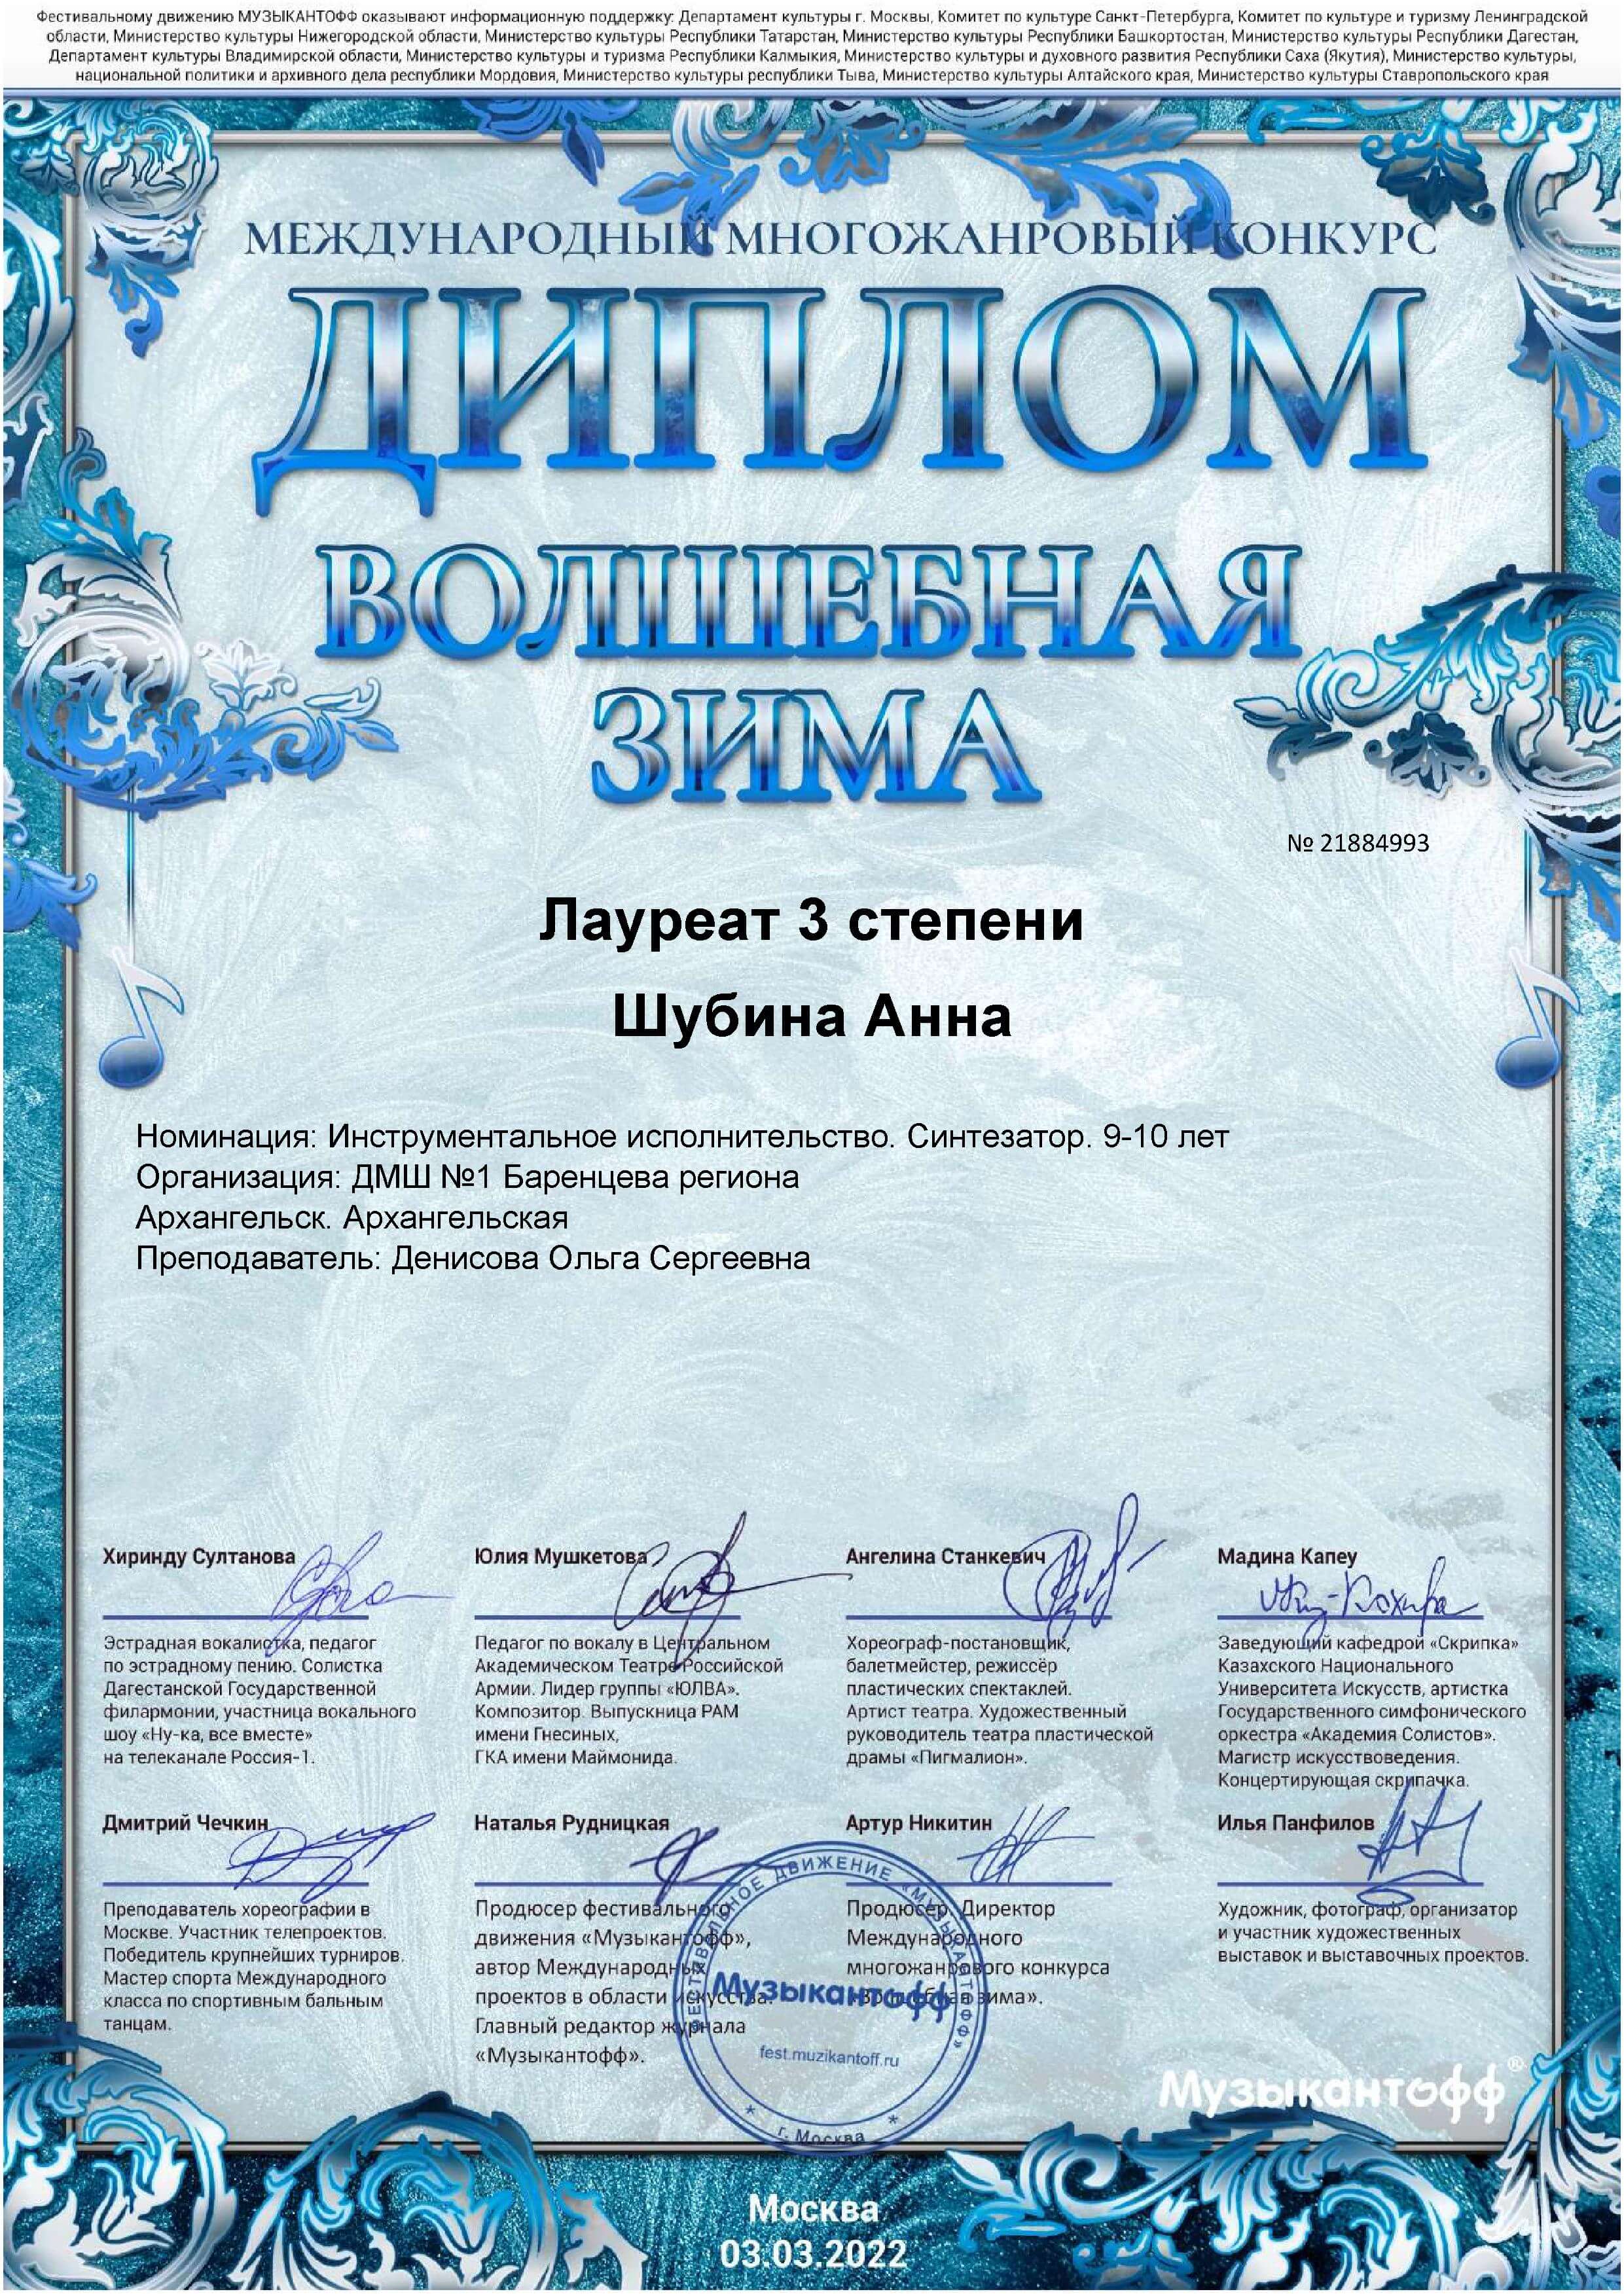 Фестивальному движению МУЗЫКАНТОФФ оказывают информационную поддержку: Департамент культуры г. Москвы, Комитет по культуре Санкт-Петербурга, Комитет по культуре и туризму Ленинградской
области, Министерство культуры Нижегородской области, Министерство культуры Республики Татарстан, Министерство культуры Республики Башкортостан, Министерство культуры Республики Дагестан,
Департамент культуры Владимирской области, Министерство культуры и туризма Республики Калмыкия, Министерство культуры и духовного развития Республики Саха (Якутия), Министерство культуры,
национальной политики и архивного дела республики Мордовия, Министерство культуры республики Тыва, Министерство культуры Алтайского края, Министерство культуры Ставропольского края
МЕЖДУНАРОДНЫЙ МНОГОЖАНРОВЫЙ КОНКУРС
ДИПЛОМ
ВОЛШЕБНАЯ
ЗИМА
№ 21884993
Лауреат 3 степени
Шубина Анна
Номинация: Инструментальное исполнительство. Синтезатор. 9-10 лет
Организация: ДМШ №1 Баренцева региона
Архангельск. Архангельская
Преподаватель: Денисова Ольга Сергеевна
Хиринду Султанова
Эстрадная вокалистка, педагог
по эстрадному пению. Солистка
Дагестанской Государственной
филармонии, участница вокального
шоу «Ну-ка, все вместе»
на телеканале Россия-1.
Юлия Мушкетова
Педагог по вокалу в Центральном
Академическом Театре Российской
Армии. Лидер группы «ЮЛВА».
Композитор. Выпускница РАМ
имени Гнесиных,
ГКА имени Маймонида.
Ангелина Станкевич
Хореограф-постановщик,
балетмейстер, режиссёр
пластических спектаклей.
Артист театра. Художественный
руководитель театра пластической
драмы «Пигмалион».
Мадина Капеу
Заведующий кафедрой «Скрипка»
Казахского Национального
Университета Искусств, артистка
Государственного симфонического
оркестра «Академия Солистов».
Магистр искусствоведения.
Концертирующая скрипачка.
Дмитрий Чечкин
Преподаватель хореографии в
Москве. Участник телепроектов.
Победитель крупнейших турниров.
Мастер спорта Международного
класса по спортивным бальным
танцам.
Наталья Рудницкая
Продюсер фестивального
движения «Музыкантофф»,
автор Международных
проектов в области искусства.
Главный редактор журнала
«Музыкантофф».
Артур Никитин
Продюсер. Директор
Международного
многожанрового конкурса
«Волшебная зима».
Илья Панфилов
Художник, фотограф, организатор
и участник художественных
выставок и выставочных проектов.
ФЕСТИВАЛЬНОЕ ДВИЖЕНИЕ «МУЗЫКАНТОФФ»
Музыкантофф
fest.muzikantoff.ru
г. Москва
Музыкантофф®
Москва
03.03.2022